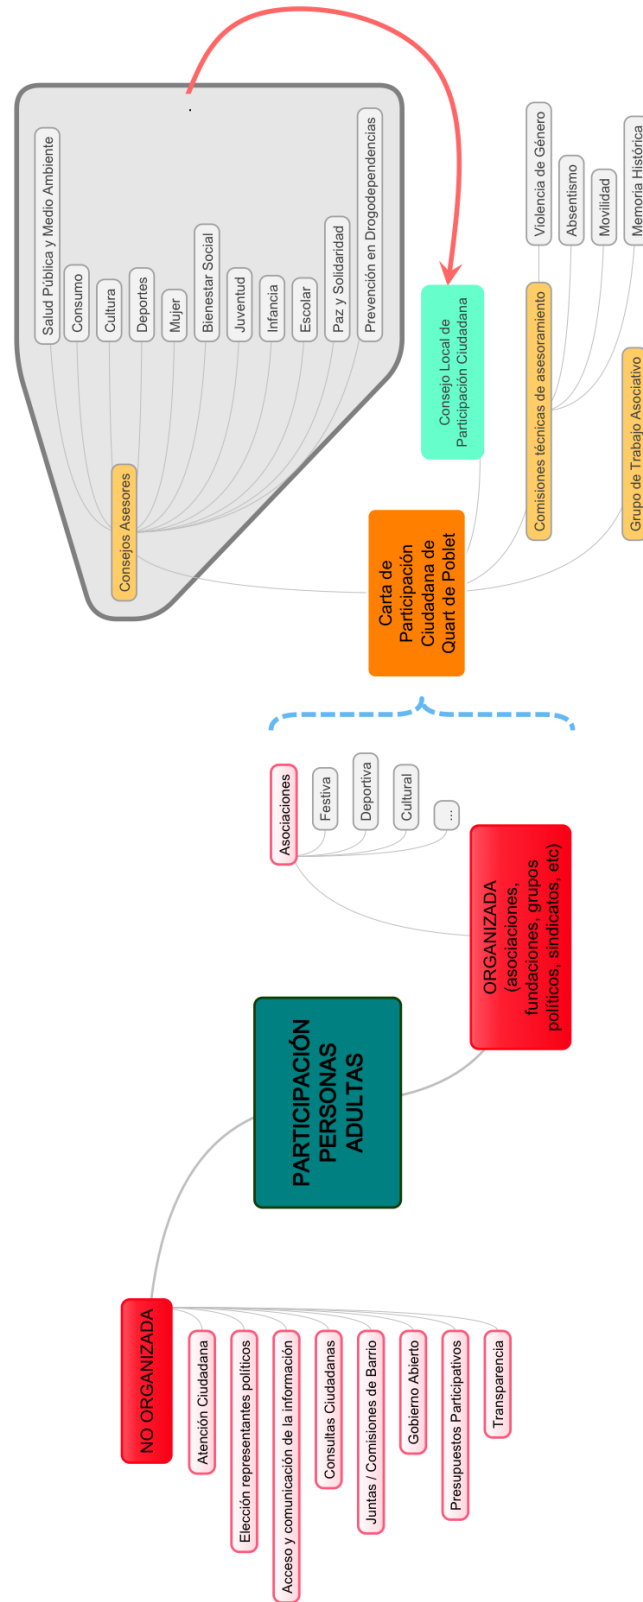 PARTICIPACIÓN
PERSONAS
ADULTAS
NO ORGANIZADA
Atención Ciudadana
Elección representantes políticos
Acceso y comunicación de la información
Consultas Ciudadanas
Juntas / Comisiones de Barrio
Gobierno Abierto
Presupuestos Participativos
Transparencia
ORGANIZADA
(asociaciones,
fundaciones, grupos
políticos, sindicatos, etc)
Asociaciones
Festiva
Deportiva
Cultural
...
Carta de
Participación
Ciudadana de
Quart de Poblet
Consejos Asesores
Salud Pública y Medio Ambiente
Consumo
Cultura
Deportes
Mujer
Bienestar Social
Juventud
Infancia
Escolar
Paz y Solidaridad
Prevención en Drogodependencias
.
Consejo Local de
Participación Ciudadana
Comisiones técnicas de asesoramiento
Violencia de Género
Absentismo
Movilidad
Memoria Histórica
Grupo de Trabajo Asociativo